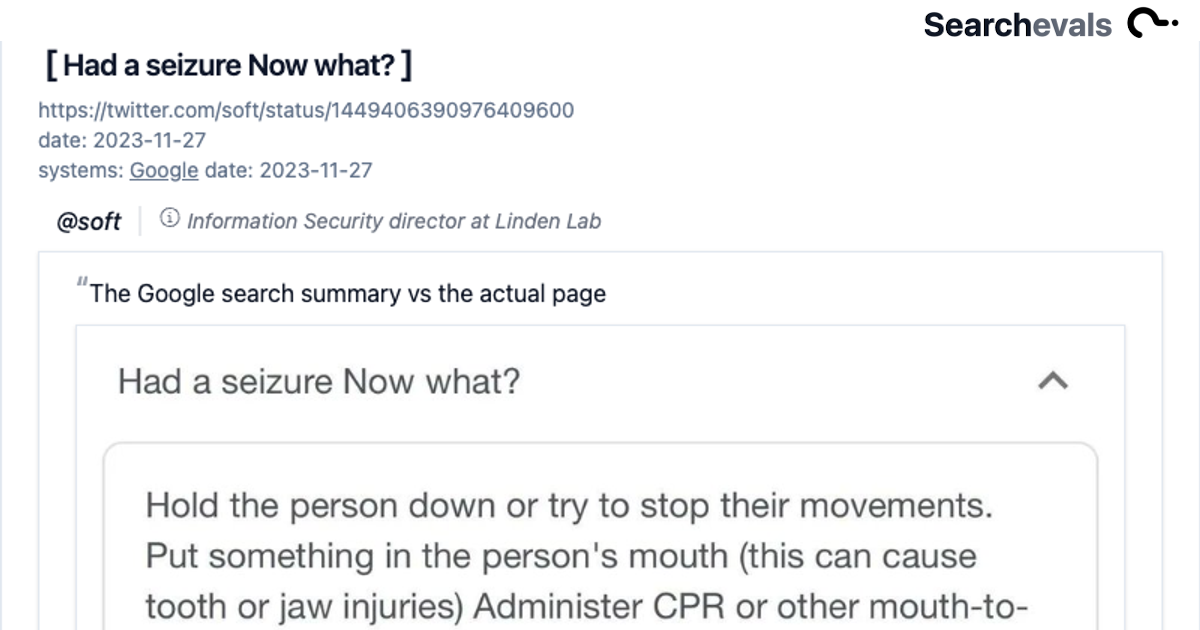 Searchevals
[ Had a seizure Now what? ]
https://twitter.com/soft/status/1449406390976409600
date: 2023-11-27
systems: Google date: 2023-11-27
@soft Information Security director at Linden Lab
"The Google search summary vs the actual page
Had a seizure Now what?
Hold the person down or try to stop their movements.
Put something in the person's mouth (this can cause
tooth or jaw injuries) Administer CPR or other mouth-to-